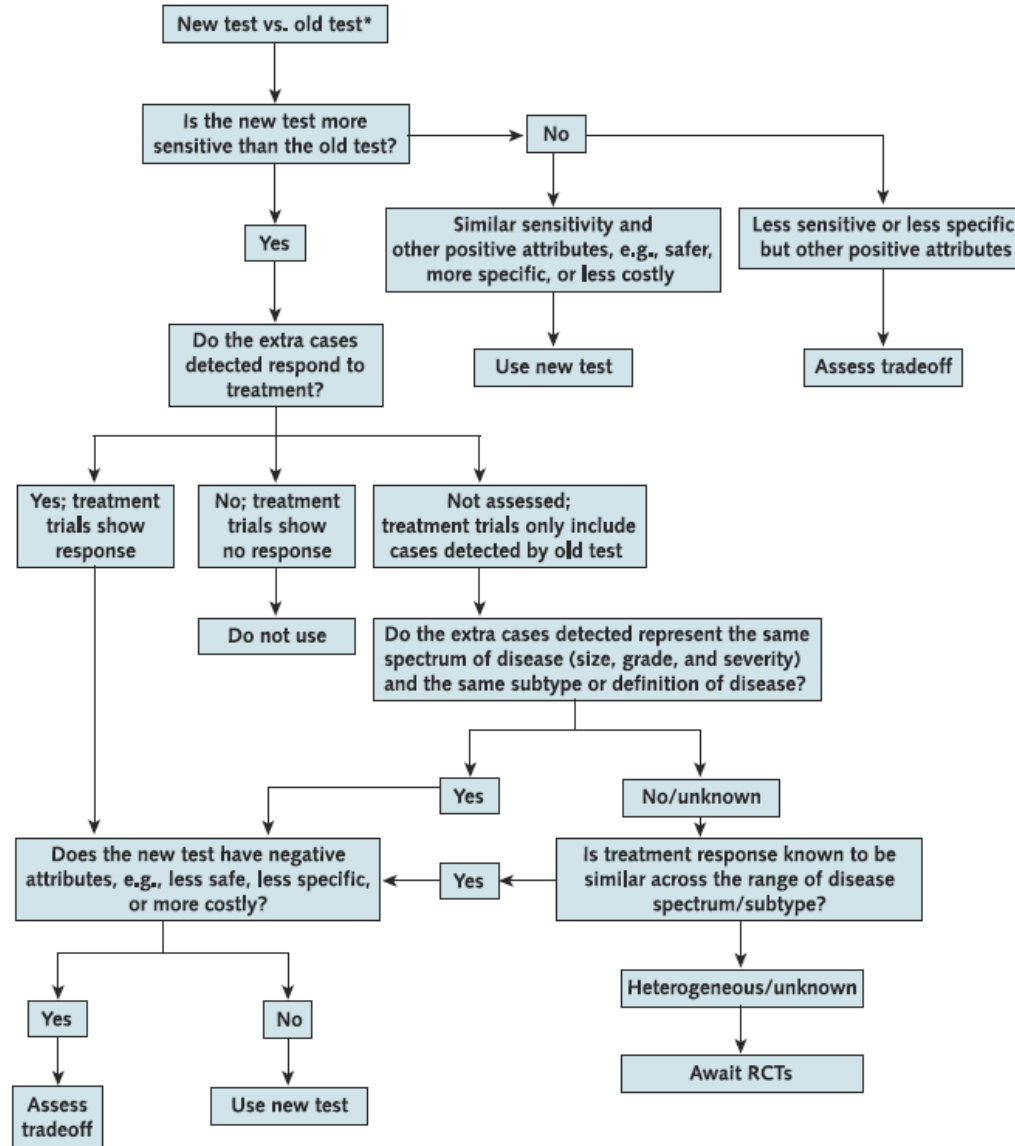 New test vs. old test*
Is the new test more
sensitive than the old test?
No
Yes
Similar sensitivity and
other positive attributes, e.g., safer,
more specific, or less costly
Less sensitive or less specific
but other positive attributes
Do the extra cases
detected respond to
treatment?
Use new test
Assess tradeoff
Yes; treatment
trials show
response
No; treatment
trials show
no response
Not assessed;
treatment trials only include
cases detected by old test
Do not use
Do the extra cases detected represent the same
spectrum of disease (size, grade, and severity)
and the same subtype or definition of disease?
Yes
No/unknown
Does the new test have negative
attributes, e.g., less safe, less specific,
or more costly?
Yes
Is treatment response known to be
similar across the range of disease
spectrum/subtype?
Yes
No
Heterogeneous/unknown
Assess
tradeoff
Use new test
Await RCTs